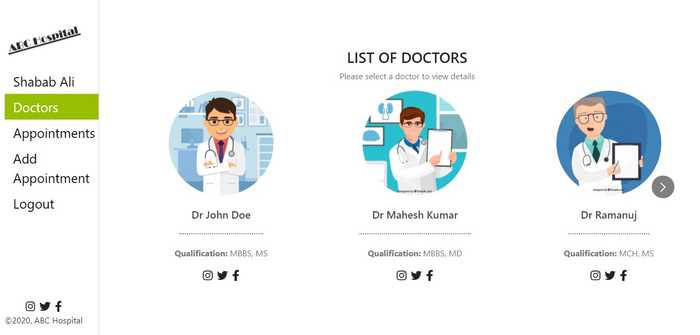 ABC Hospital
Shabab Ali
Doctors
Appointments
Add
Appointment
Logout
©2020, ABC Hospital
LIST OF DOCTORS
Please select a doctor to view details
Dr John Doe
Qualification: MBBS, MS
Dr Mahesh Kumar
Qualification: MBBS, MD
Dr Ramanuj
Qualification: MCH, MS